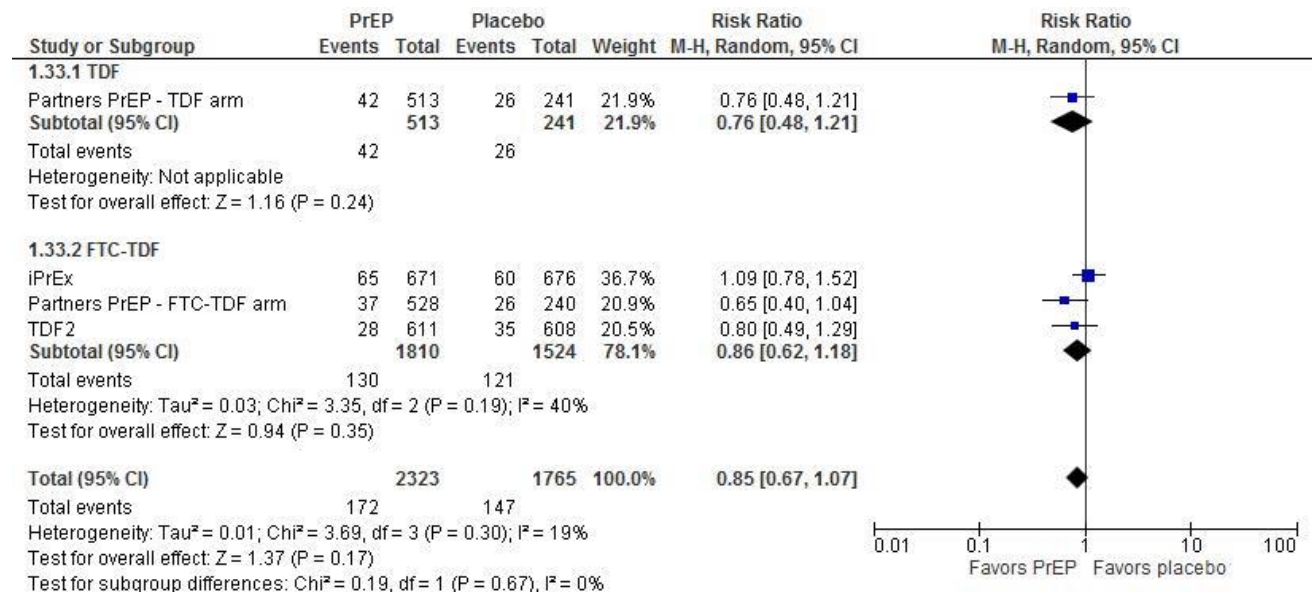 PrEP Placebo Risk Ratio Risk Ratio
Study or Subgroup Events Total Events Total Weight M-H, Random, 95% CI M-H, Random, 95% CI
1.33.1 TDF
Partners PrEP - TDF arm 42 513 26 241 21.9% 0.76 [0.48, 1.21]
Subtotal (95% CI) 513 241 21.9% 0.76 [0.48, 1.21]
Total events 42 26
Heterogeneity: Not applicable
Test for overall effect: Z = 1.16 (P = 0.24)
1.33.2 FTC-TDF
iPrEx 65 671 60 676 36.7% 1.09 [0.78, 1.52]
Partners PrEP - FTC-TDF arm 37 528 26 240 20.9% 0.65 [0.40, 1.04]
TDF2 28 611 35 608 20.5% 0.80 [0.49, 1.29]
Subtotal (95% CI) 1810 1524 78.1% 0.86 [0.62, 1.18]
Total events 130 121
Heterogeneity: Tau² = 0.03; Chi² = 3.35, df = 2 (P = 0.19); I² = 40%
Test for overall effect: Z = 0.94 (P = 0.35)
Total (95% CI) 2323 1765 100.0% 0.85 [0.67, 1.07]
Total events 172 147
Heterogeneity: Tau² = 0.01; Chi² = 3.69, df = 3 (P = 0.30); I² = 19%
Test for overall effect: Z = 1.37 (P = 0.17)
Test for subgroup differences: Chi² = 0.19, df = 1 (P = 0.67), I² = 0%
0.01 0.1 1 10 100
Favors PrEP Favors placebo